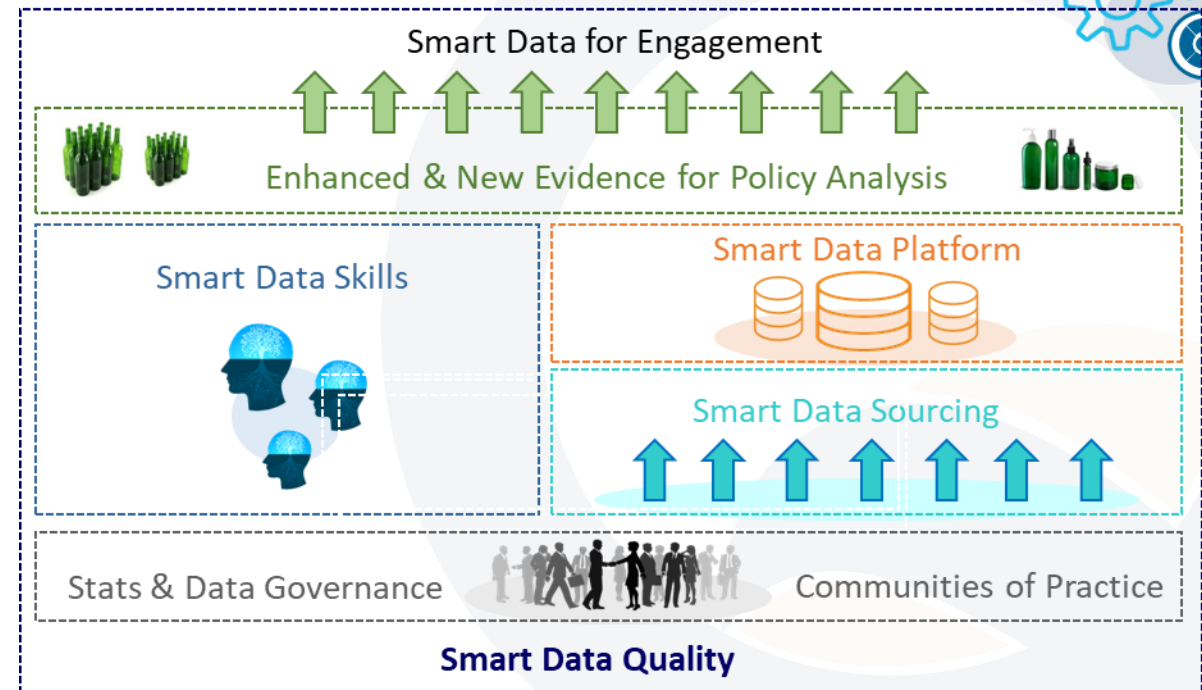 Smart Data for Engagement
Enhanced & New Evidence for Policy Analysis
Smart Data Skills
Smart Data Platform
Smart Data Sourcing
Stats & Data Governance
Communities of Practice
Smart Data Quality